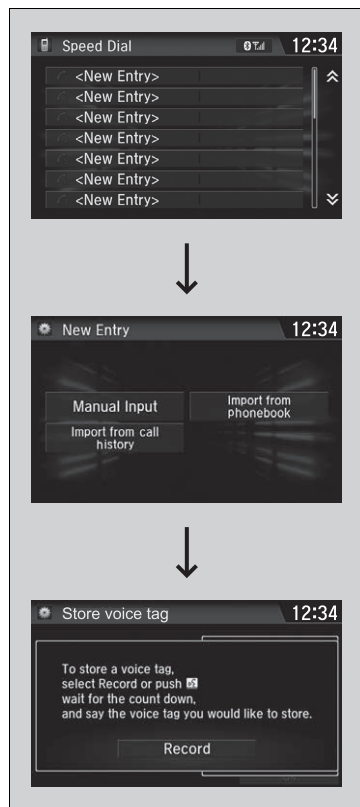 Speed Dial 12:34
<New Entry>
<New Entry>
<New Entry>
<New Entry>
<New Entry>
<New Entry>
<New Entry>
New Entry 12:34
Manual Input
Import from
phonebook
Import from call
history
Store voice tag 12:34
To store a voice tag,
select Record or push
wait for the count down,
and say the voice tag you would like to store.
Record